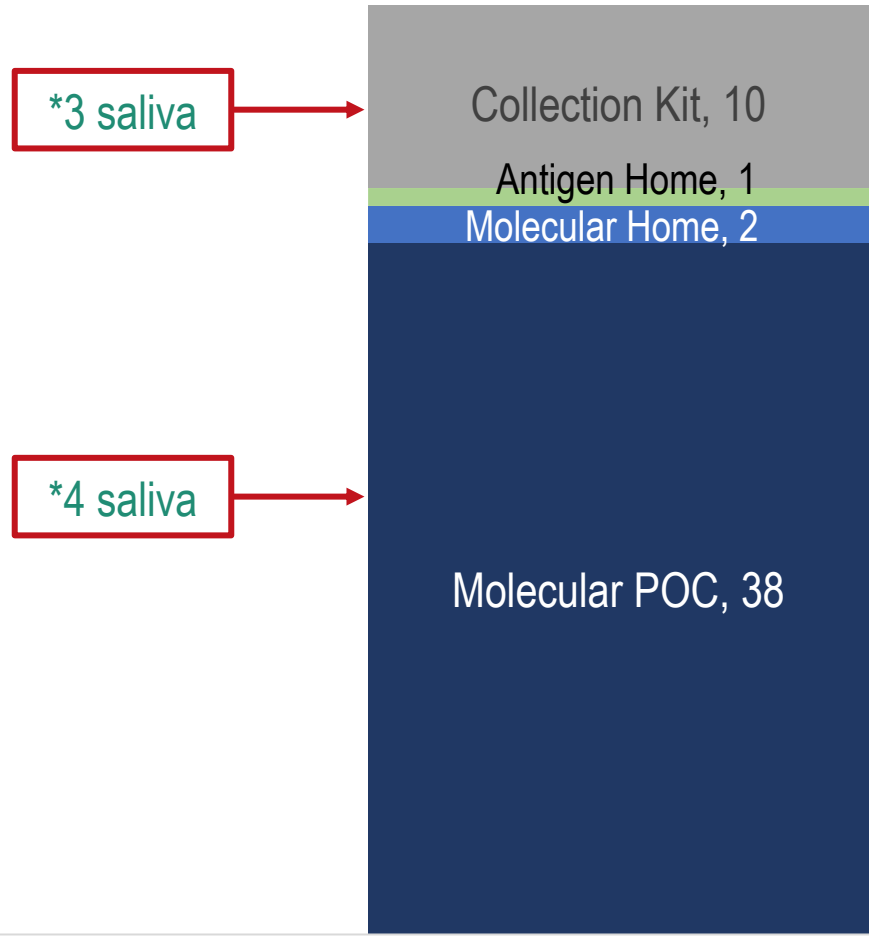 *3 saliva
Collection Kit, 10
Antigen Home, 1
Molecular Home, 2
*4 saliva
Molecular POC, 38